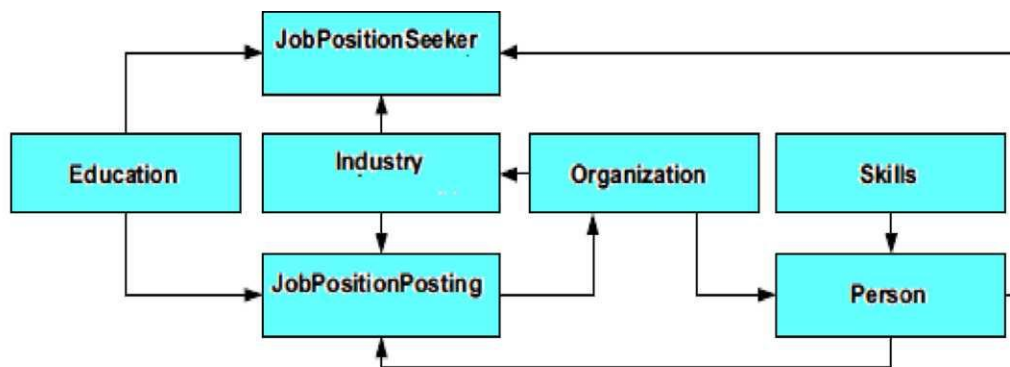 JobPositionSeeker
Education
Industry
Organization
Skills
JobPositionPosting
Person